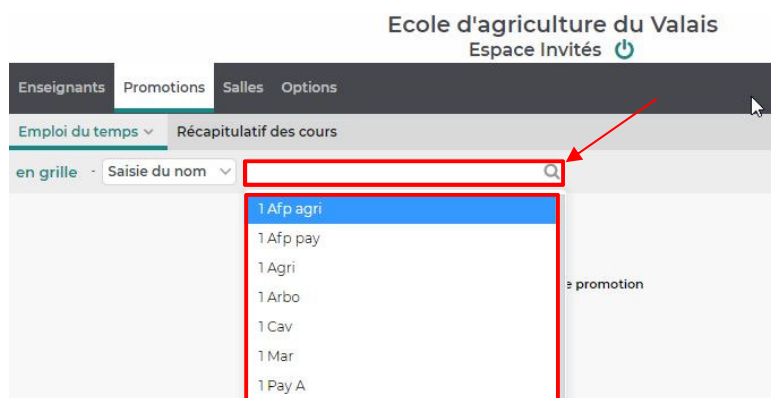 Ecole d'agriculture du Valais
Espace Invités
Enseignants Promotions Salles Options
Emploi du temps Récapitulatif des cours
en grille - Saisie du nom
1 Afp agri
1 Afp pay
1 Agri
e promotion
1 Arbo
1 Cav
1 Mar
1 Pay A